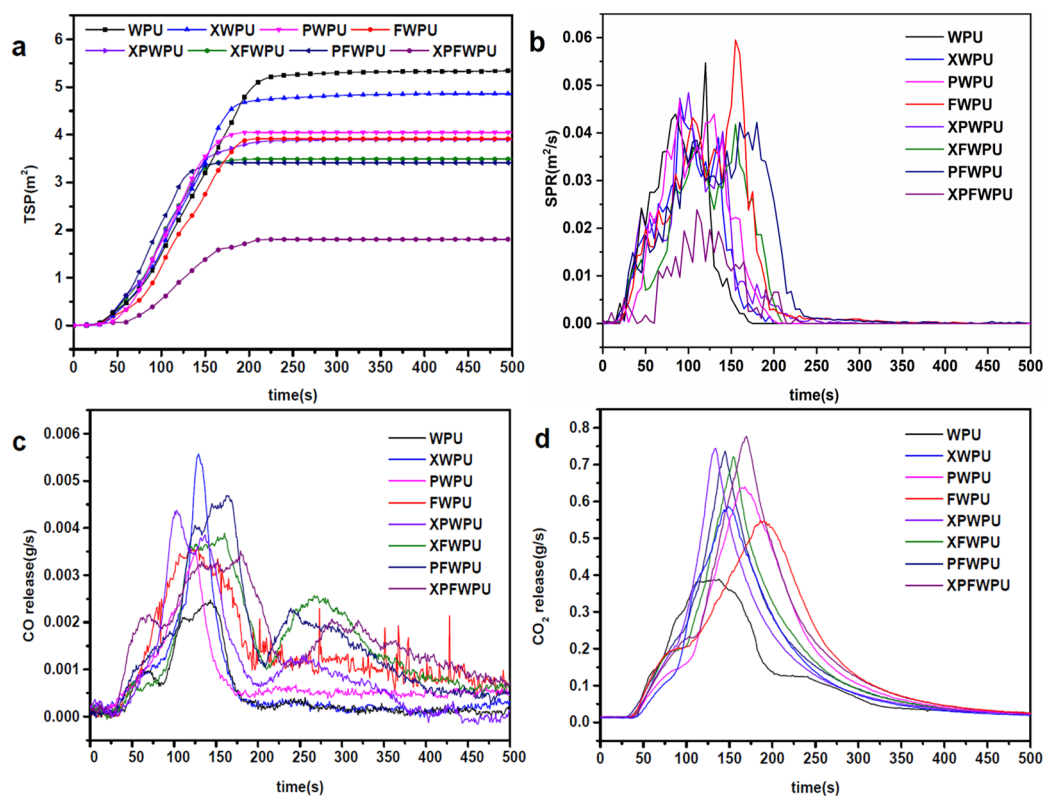 a
WPU XWPU PWPU FWPU
XPWPU XFWPU PFWPU XPFWPU
6
5
4
3
2
1
0
TSP(m²)
0 50 100 150 200 250 300 350 400 450 500
time(s)
b
WPU
XWPU
PWPU
FWPU
XPWPU
XFWPU
PFWPU
XPFWPU
0.06
0.05
0.04
0.03
0.02
0.01
0.00
SPR(m²/s)
0 50 100 150 200 250 300 350 400 450 500
time(s)
c
WPU
XWPU
PWPU
FWPU
XPWPU
XFWPU
PFWPU
XPFWPU
0.006
0.005
0.004
0.003
0.002
0.001
0.000
CO release(g/s)
0 50 100 150 200 250 300 350 400 450 500
time(s)
d
WPU
XWPU
PWPU
FWPU
XPWPU
XFWPU
PFWPU
XPFWPU
0.8
0.7
0.6
0.5
0.4
0.3
0.2
0.1
0.0
CO₂ release(g/s)
0 50 100 150 200 250 300 350 400 450 500
time(s)